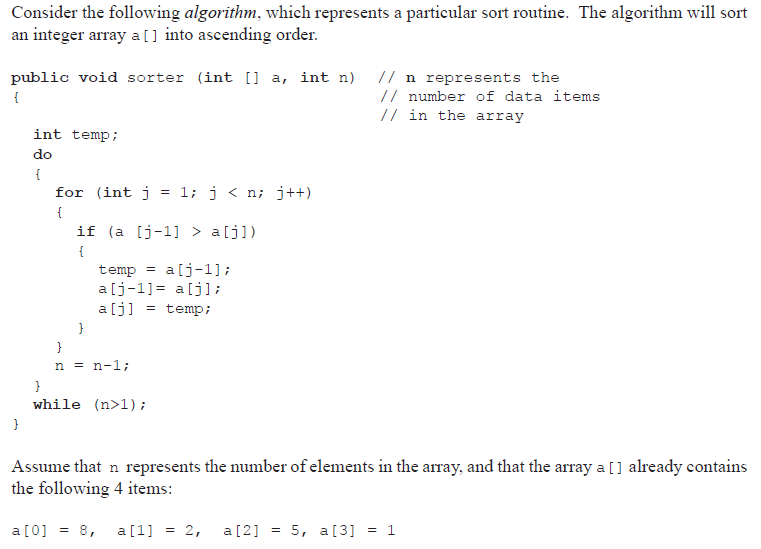 Consider the following algorithm, which represents a particular sort routine. The algorithm will sort
an integer array a[] into ascending order.
public void sorter (int [] a, int n) // n represents the
{ // number of data items
// in the array
int temp;
do
{
for (int j = 1; j < n; j++)
{
if (a [j-1] > a[j])
{
temp = a[j-1];
a[j-1]= a[j];
a[j] = temp;
}
}
n = n-1;
}
while (n>1);
}
Assume that n represents the number of elements in the array, and that the array a[] already contains
the following 4 items:
a[0] = 8, a[1] = 2, a[2] = 5, a[3] = 1